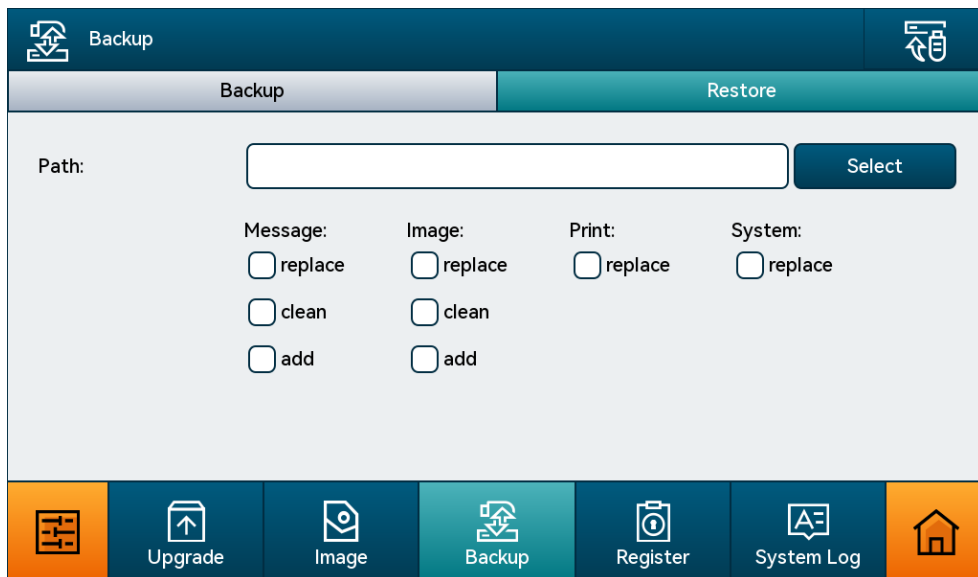 Backup
Backup Restore
Path: Select
Message: Image: Print: System:
replace replace replace replace
clean clean
add add
Upgrade Image Backup Register System Log